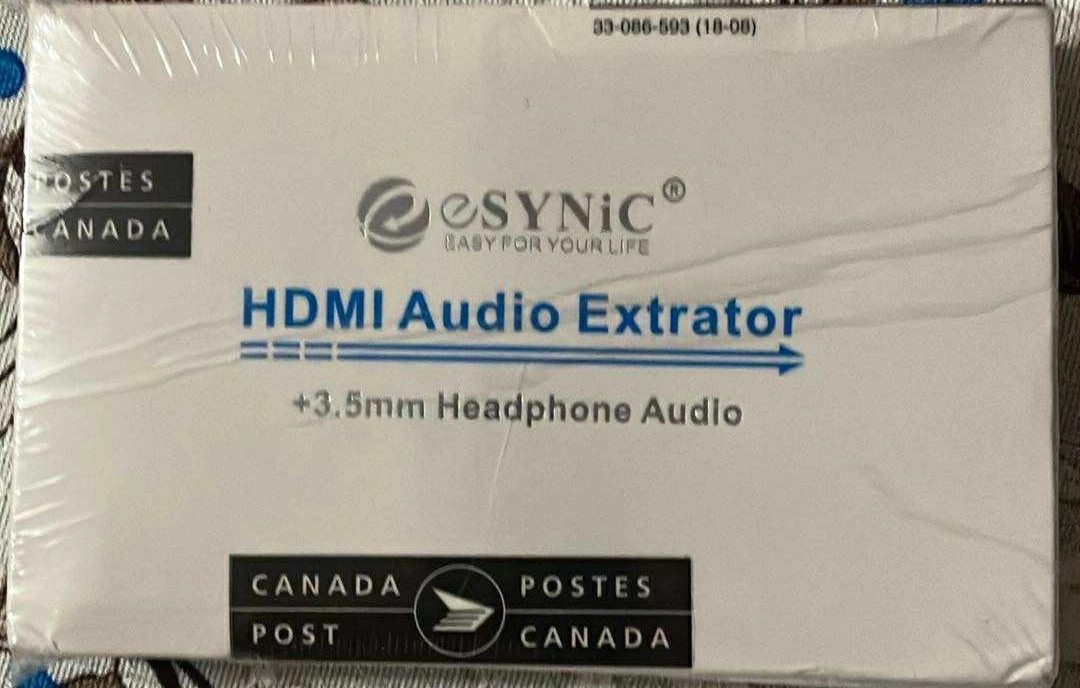 33-086-593 (18-08)
POSTES
CANADA
eSYNiC®
EASY FOR YOUR LIFE
HDMI Audio Extrator
+3.5mm Headphone Audio
CANADA POSTES
POST CANADA